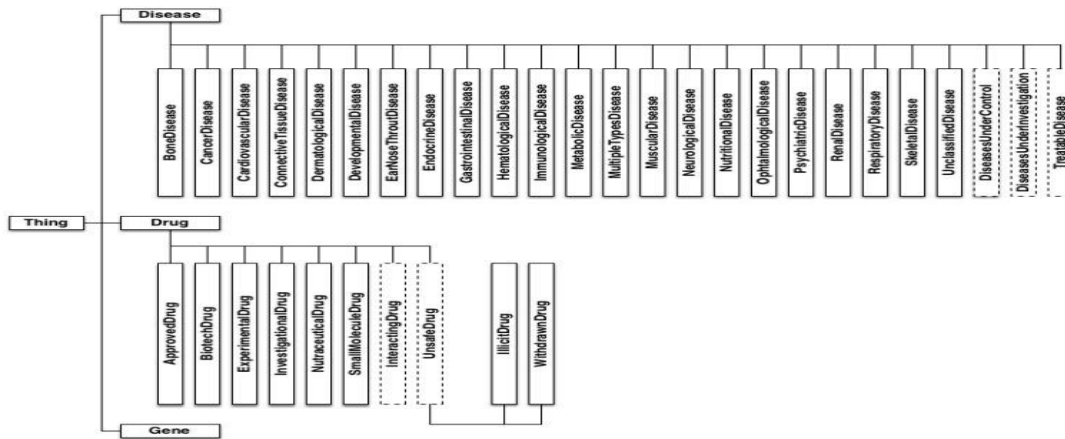 Disease
BoneDisease
CancerDisease
CardiovascularDisease
ConnectiveTissueDisease
DermatologicalDisease
DevelopmentalDisease
EarNoseThroutDisease
EndocrineDisease
GastrointestinalDisease
HematologicalDisease
ImmunologicalDisease
MetabolicDisease
MultipleTypesDisease
MuscularDisease
NeurologicalDisease
NutritionalDisease
OphtalmologicalDisease
PsychiatricDisease
RenalDisease
RespiratoryDisease
SkeletalDisease
UnclassifiedDisease
DiseasesUnderControl
DiseasesUnderInvestigation
TreatableDisease
Thing
Drug
ApprovedDrug
BiotechDrug
ExperimentalDrug
InvestigationalDrug
NutraceuticalDrug
SmallMoleculeDrug
InteractingDrug
UnsafeDrug
IllicitDrug
WithdrawnDrug
Gene